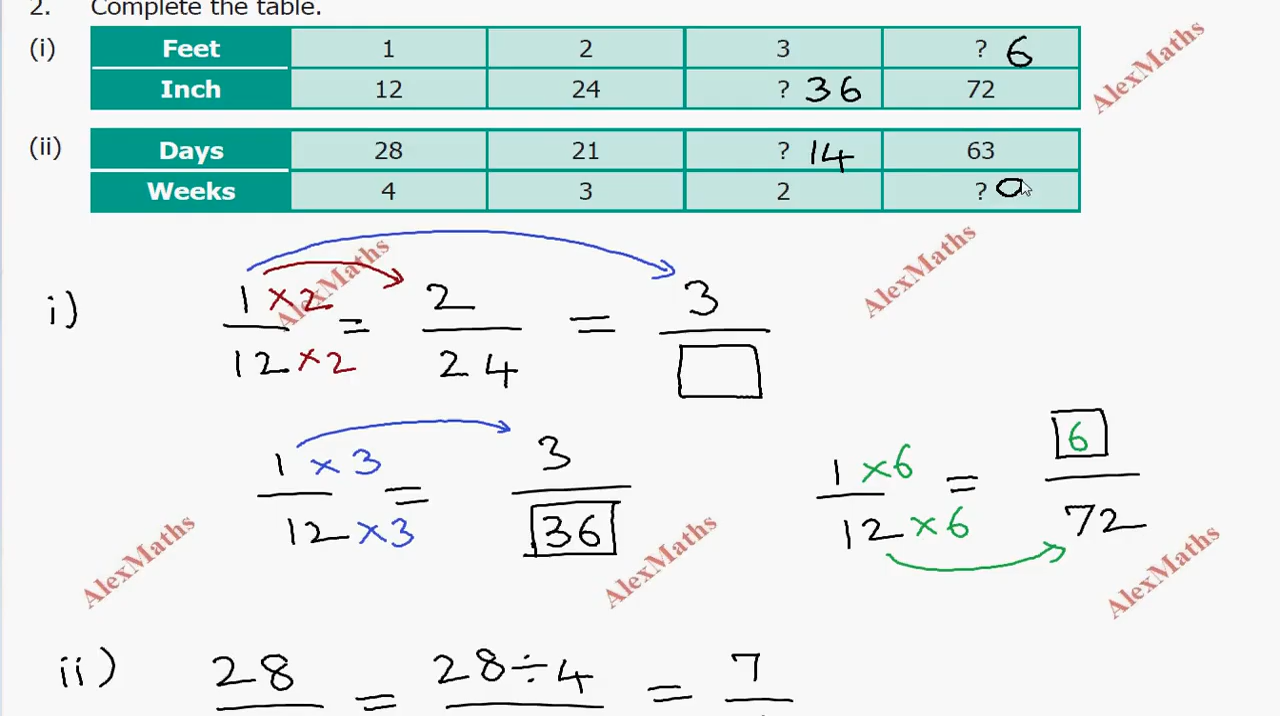 2. Complete the table.
(i) Feet 1 2 3 ? 6
Inch 12 24 ? 36 72
(ii) Days 28 21 ? 14 63
Weeks 4 3 2 ?
AlexMaths
AlexMaths
AlexMaths
i) 1 × 2 = 2 = 3
12 × 2 24
1 × 3 = 3
12 × 3 36
1 × 6 = 6
12 × 6 72
AlexMaths
AlexMaths
AlexMaths
ii) 28 = 28 ÷ 4 = 7